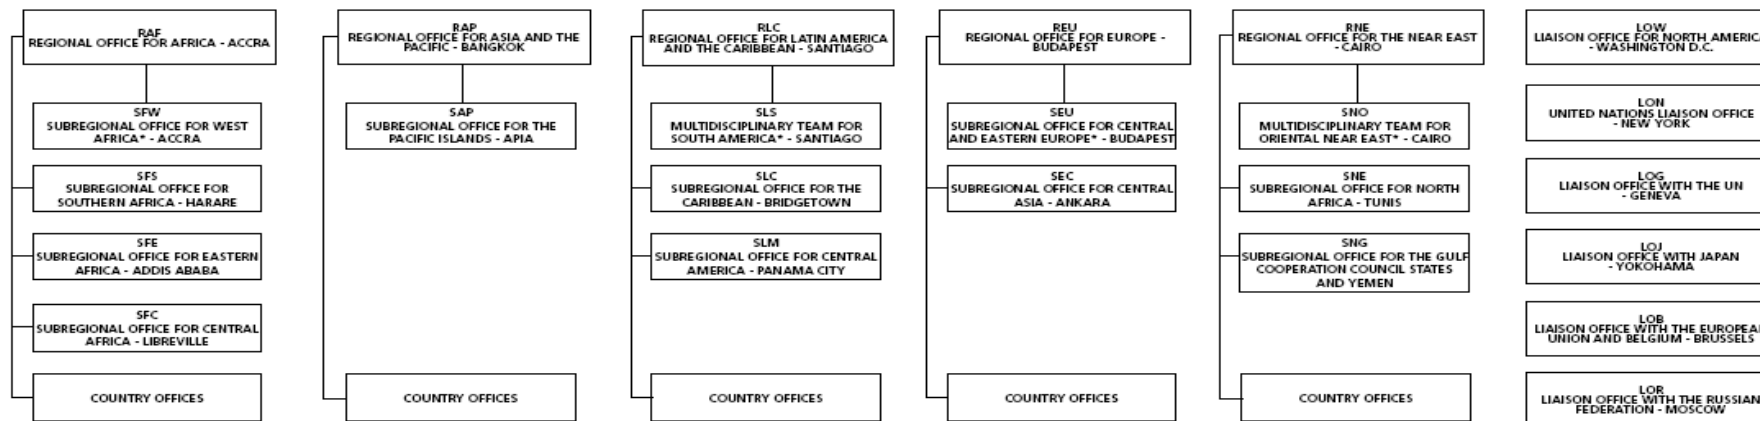 RAF
REGIONAL OFFICE FOR AFRICA - ACCRA
SFW
SUBREGIONAL OFFICE FOR WEST
AFRICA* - ACCRA
SFS
SUBREGIONAL OFFICE FOR
SOUTHERN AFRICA - HARARE
SFE
SUBREGIONAL OFFICE FOR EASTERN
AFRICA - ADDIS ABABA
SFC
SUBREGIONAL OFFICE FOR CENTRAL
AFRICA - LIBREVILLE
COUNTRY OFFICES
RAP
REGIONAL OFFICE FOR ASIA AND THE
PACIFIC - BANGKOK
SAP
SUBREGIONAL OFFICE FOR THE
PACIFIC ISLANDS - APIA
COUNTRY OFFICES
RLC
REGIONAL OFFICE FOR LATIN AMERICA
AND THE CARIBBEAN - SANTIAGO
SLS
MULTIDISCIPLINARY TEAM FOR
SOUTH AMERICA* - SANTIAGO
SLC
SUBREGIONAL OFFICE FOR THE
CARIBBEAN - BRIDGETOWN
SLM
SUBREGIONAL OFFICE FOR CENTRAL
AMERICA - PANAMA CITY
COUNTRY OFFICES
REU
REGIONAL OFFICE FOR EUROPE -
BUDAPEST
SEU
SUBREGIONAL OFFICE FOR CENTRAL
AND EASTERN EUROPE* - BUDAPEST
SEC
SUBREGIONAL OFFICE FOR CENTRAL
ASIA - ANKARA
COUNTRY OFFICES
RNE
REGIONAL OFFICE FOR THE NEAR EAST
- CAIRO
SNO
MULTIDISCIPLINARY TEAM FOR
ORIENTAL NEAR EAST* - CAIRO
SNE
SUBREGIONAL OFFICE FOR NORTH
AFRICA - TUNIS
SNG
SUBREGIONAL OFFICE FOR THE GULF
COOPERATION COUNCIL STATES
AND YEMEN
COUNTRY OFFICES
LOW
LIAISON OFFICE FOR NORTH AMERICA
- WASHINGTON D.C.
LON
UNITED NATIONS LIAISON OFFICE
- NEW YORK
LOG
LIAISON OFFICE WITH THE UN
- GENEVA
LOJ
LIAISON OFFICE WITH JAPAN
- YOKOHAMA
LOB
LIAISON OFFICE WITH THE EUROPEAN
UNION AND BELGIUM - BRUSSELS
LOR
LIAISON OFFICE WITH THE RUSSIAN
FEDERATION - MOSCOW